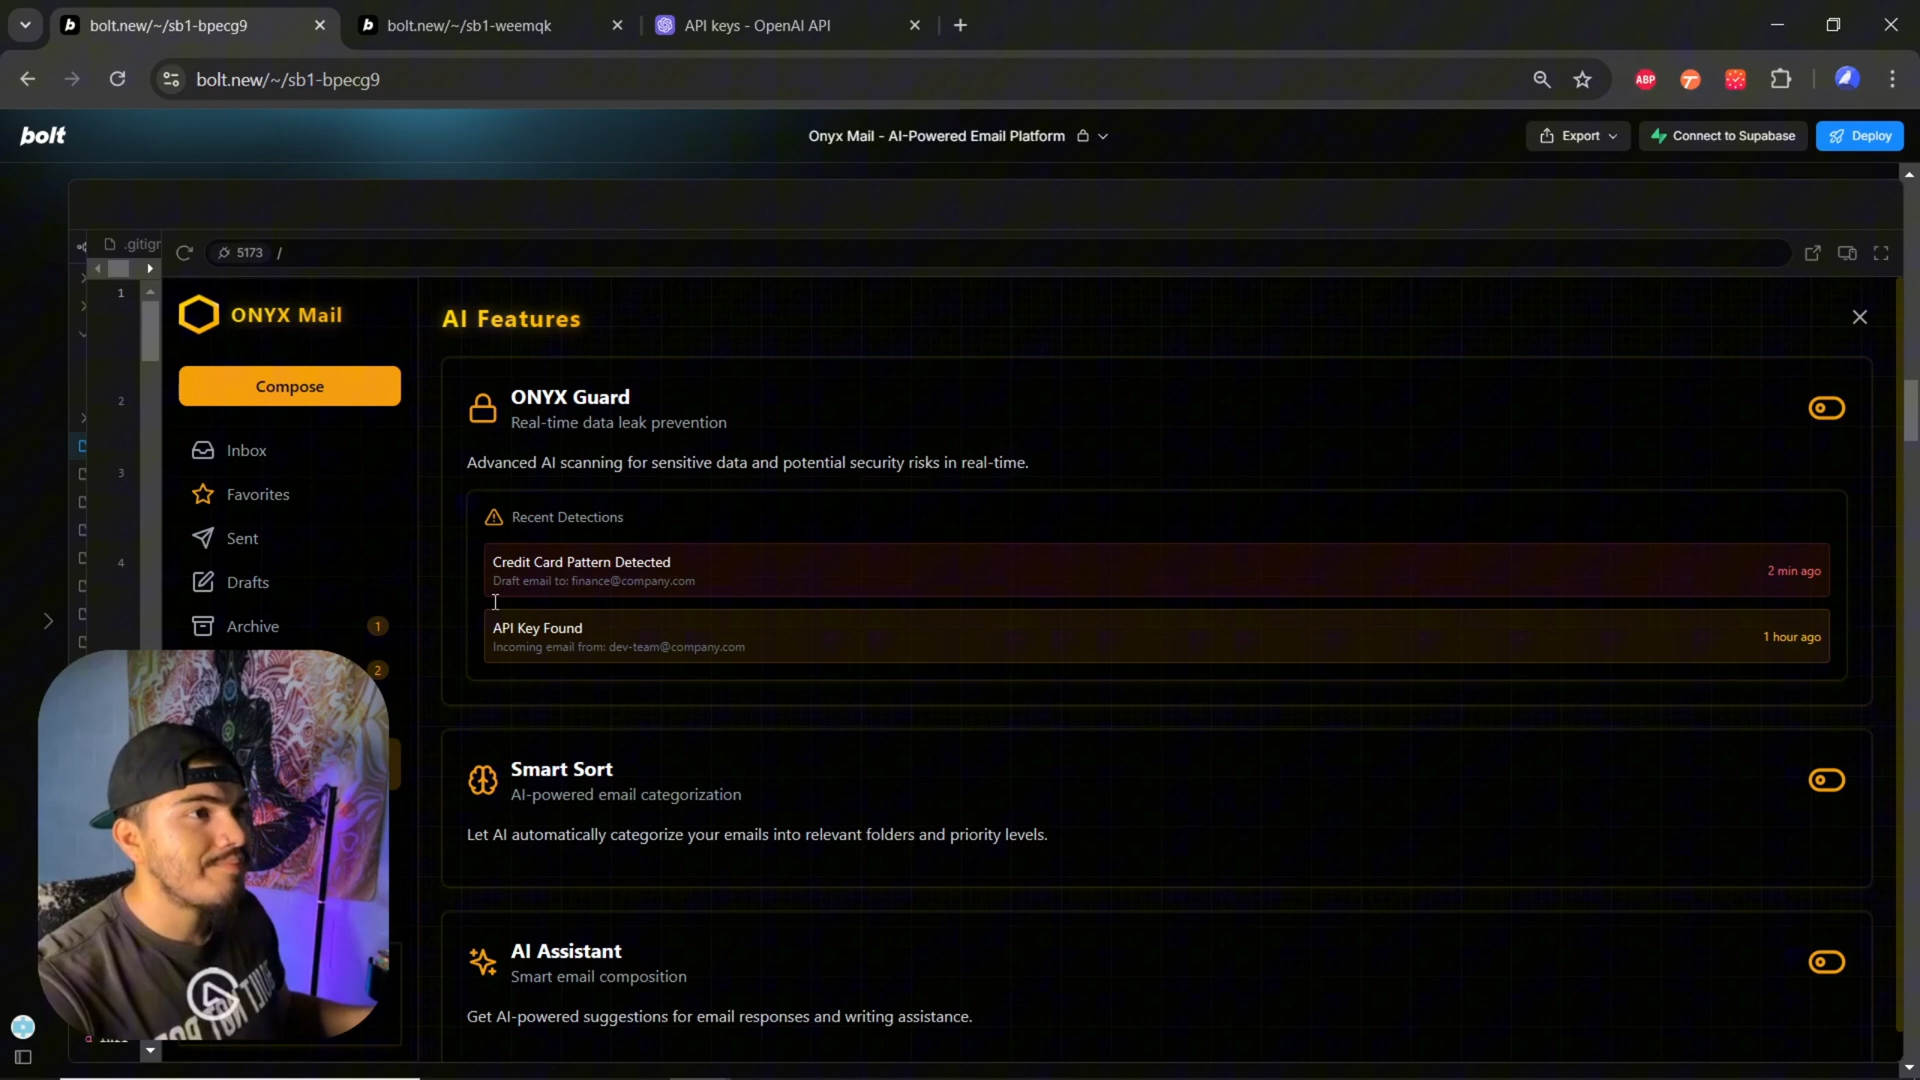 bolt.new/~/sb1-bpecg9
bolt.new/~/sb1-weemqk
API keys - OpenAI API
bolt.new/~/sb1-bpecg9
ABP
bolt
Onyx Mail - AI-Powered Email Platform
Export
Connect to Supabase
Deploy
.gitigr
5173 /
1
2
3
4
ONYX Mail
Compose
Inbox
Favorites
Sent
Drafts
Archive 1
2
AI Features
ONYX Guard
Real-time data leak prevention
Advanced AI scanning for sensitive data and potential security risks in real-time.
Recent Detections
Credit Card Pattern Detected
Draft email to: finance@company.com
2 min ago
API Key Found
Incoming email from: dev-team@company.com
1 hour ago
Smart Sort
AI-powered email categorization
Let AI automatically categorize your emails into relevant folders and priority levels.
AI Assistant
Smart email composition
Get AI-powered suggestions for email responses and writing assistance.